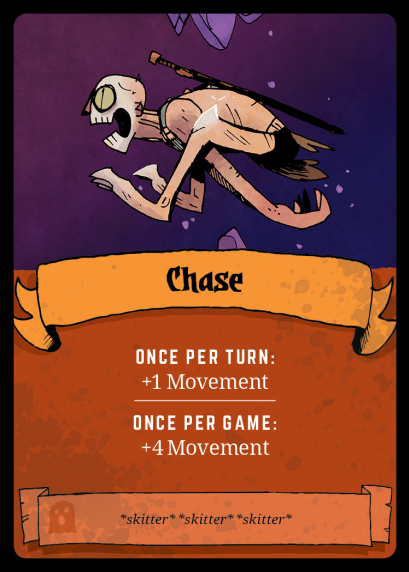 Chase
ONCE PER TURN:
+1 Movement
ONCE PER GAME:
+4 Movement
*skitter* *skitter* *skitter*